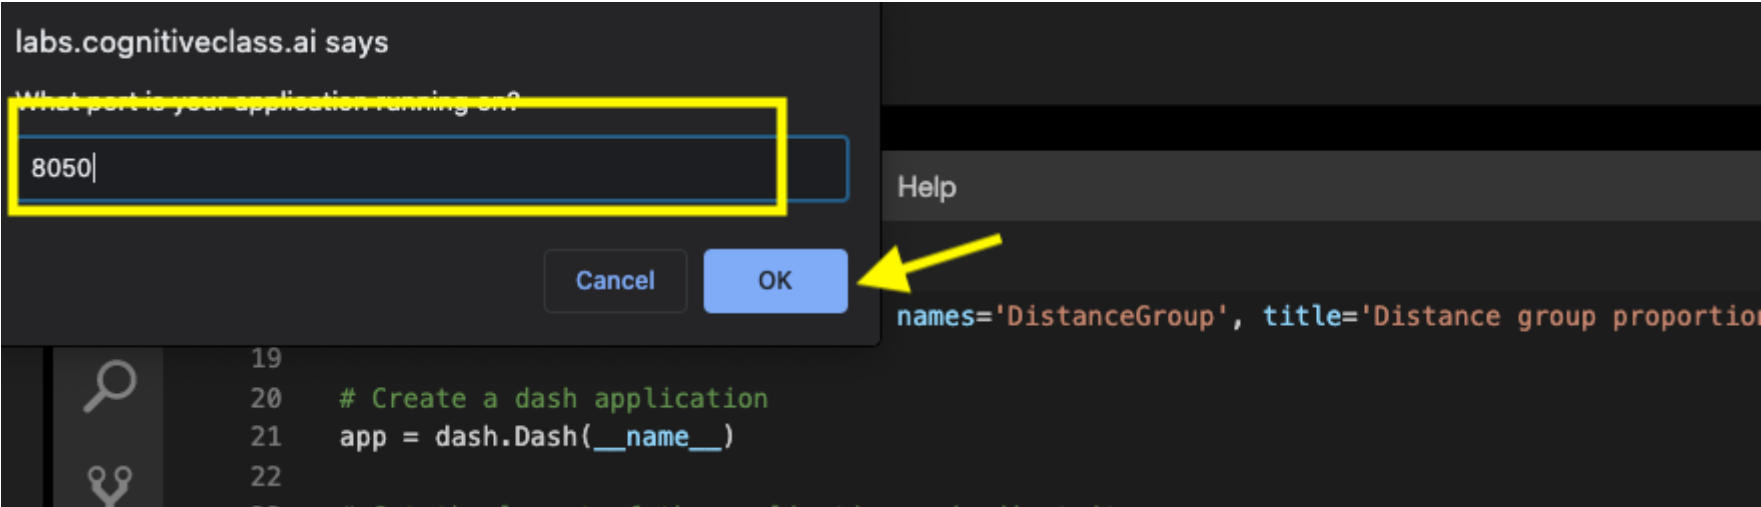 labs.cognitiveclass.ai says
What port is your application running on?
8050
Cancel
OK
Help
names='DistanceGroup', title='Distance group proportion
19
20 # Create a dash application
21 app = dash.Dash(__name__)
22